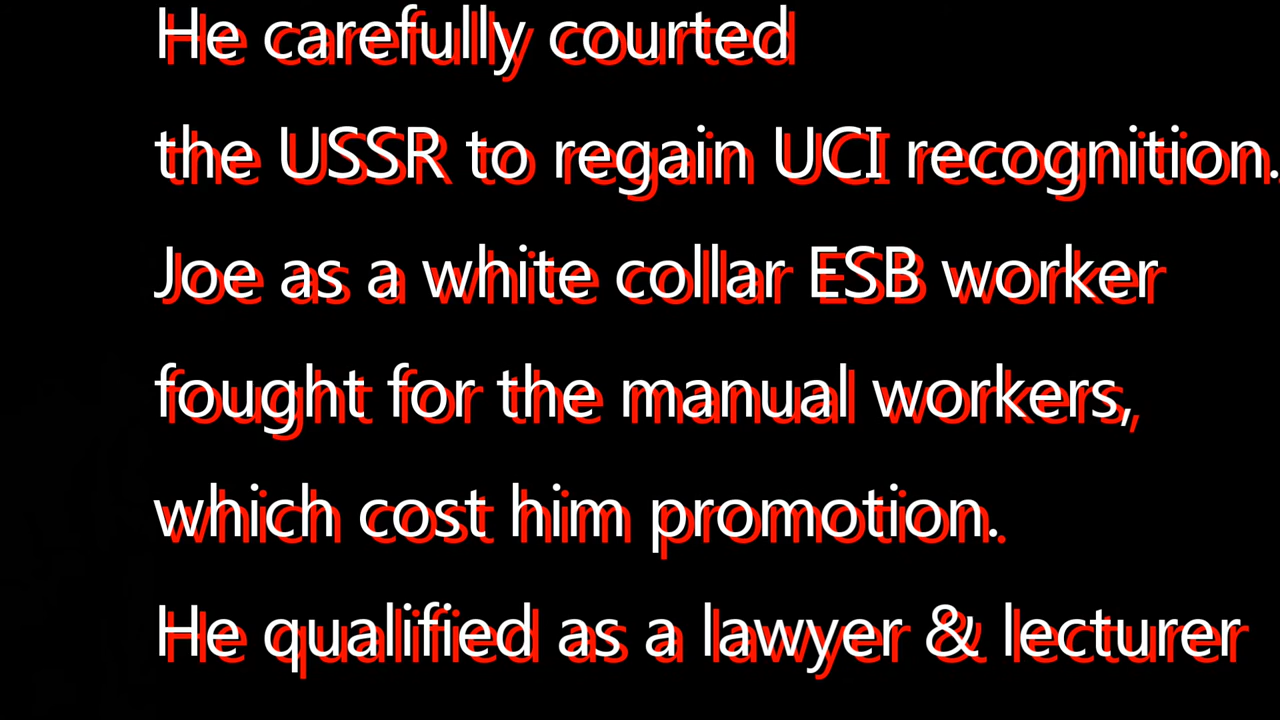 He carefully courted
the USSR to regain UCI recognition.
Joe as a white collar ESB worker
fought for the manual workers,
which cost him promotion.
He qualified as a lawyer & lecturer